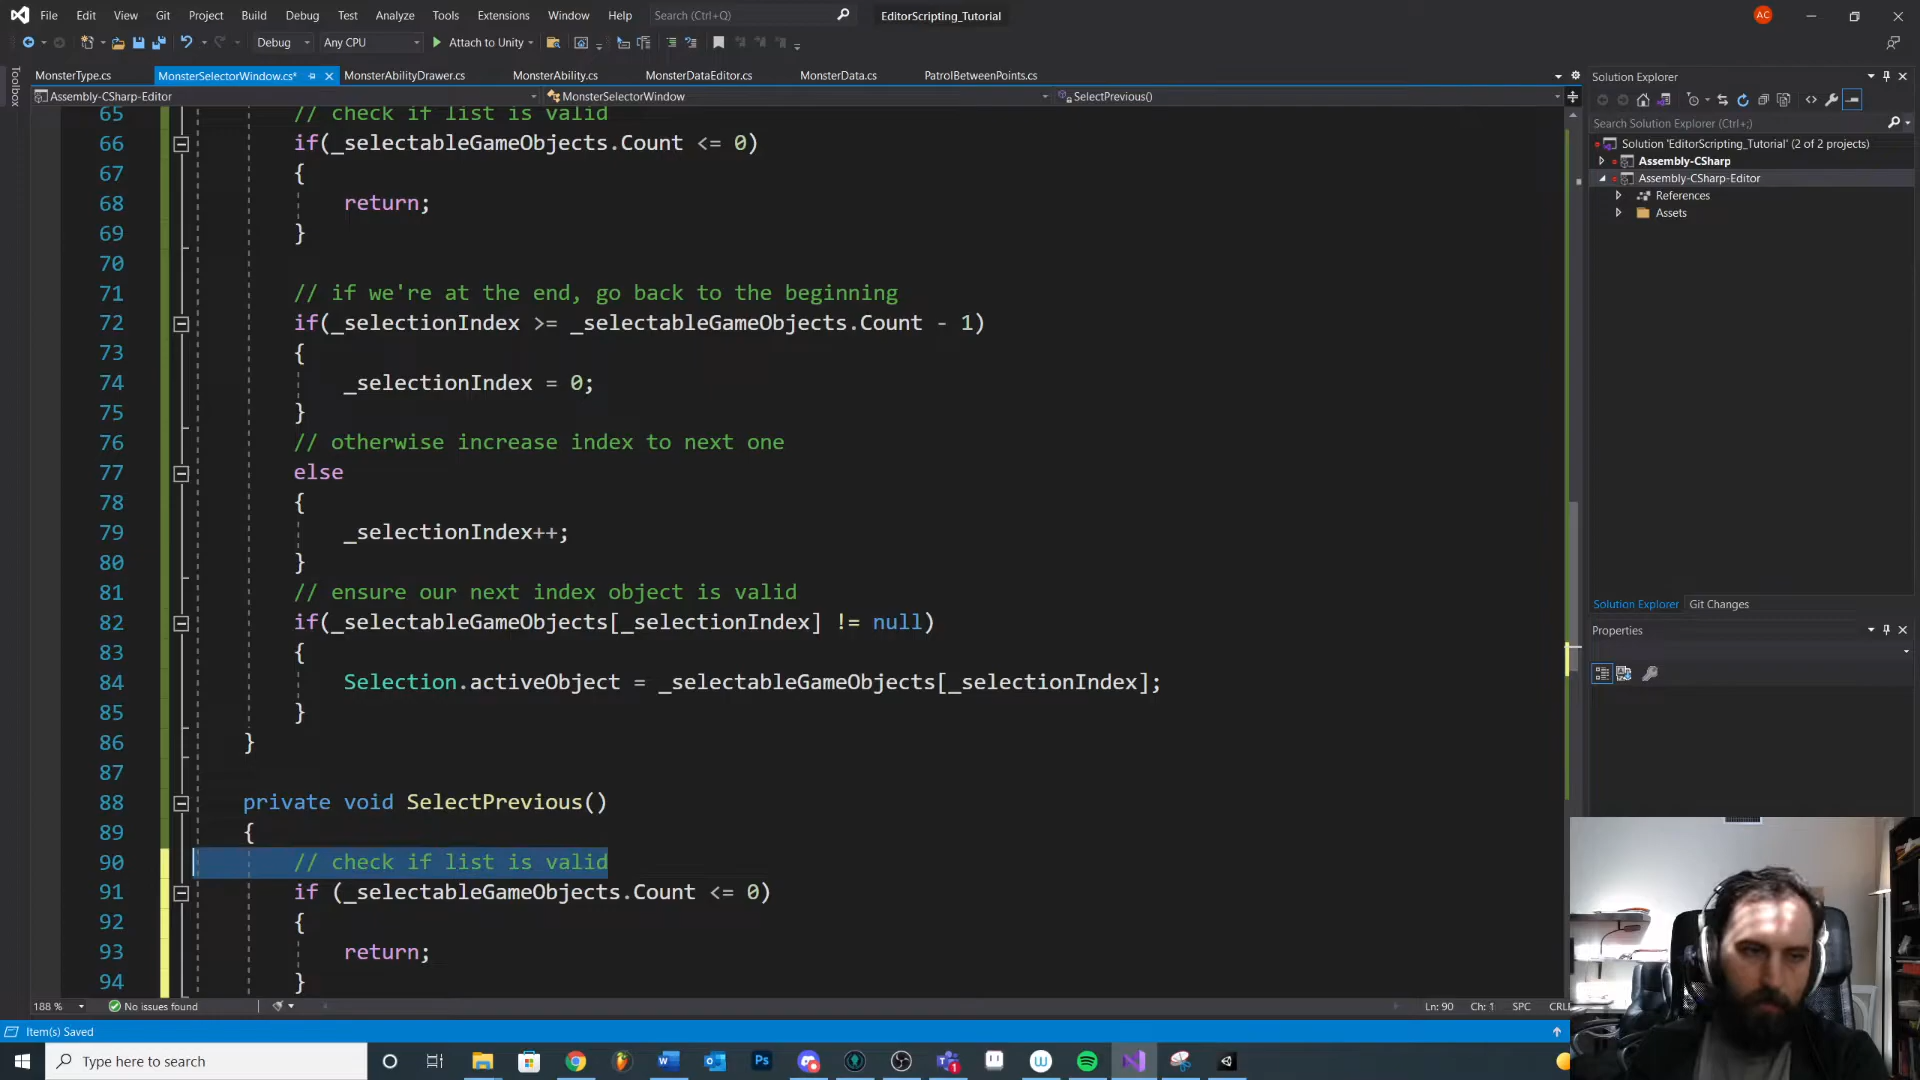 File Edit View Git Project Build Debug Test Analyze Tools Extensions Window Help Search (Ctrl+Q) EditorScripting_Tutorial AC
Debug Any CPU Attach to Unity
MonsterType.cs MonsterSelectorWindow.cs* MonsterAbilityDrawer.cs MonsterAbility.cs MonsterDataEditor.cs MonsterData.cs PatrolBetweenPoints.cs
Assembly-CSharp-Editor MonsterSelectorWindow SelectPrevious()
Toolbox
65 // check if list is valid
66 if(_selectableGameObjects.Count <= 0)
67 {
68 return;
69 }
70
71 // if we're at the end, go back to the beginning
72 if(_selectionIndex >= _selectableGameObjects.Count - 1)
73 {
74 _selectionIndex = 0;
75 }
76 // otherwise increase index to next one
77 else
78 {
79 _selectionIndex++;
80 }
81 // ensure our next index object is valid
82 if(_selectableGameObjects[_selectionIndex] != null)
83 {
84 Selection.activeObject = _selectableGameObjects[_selectionIndex];
85 }
86 }
87
88 private void SelectPrevious()
89 {
90 // check if list is valid
91 if (_selectableGameObjects.Count <= 0)
92 {
93 return;
94 }
188 % No issues found Ln: 90 Ch: 1 SPC CRL
Item(s) Saved
Solution Explorer
Search Solution Explorer (Ctrl+;)
Solution 'EditorScripting_Tutorial' (2 of 2 projects)
Assembly-CSharp
Assembly-CSharp-Editor
References
Assets
Solution Explorer Git Changes
Properties
Type here to search